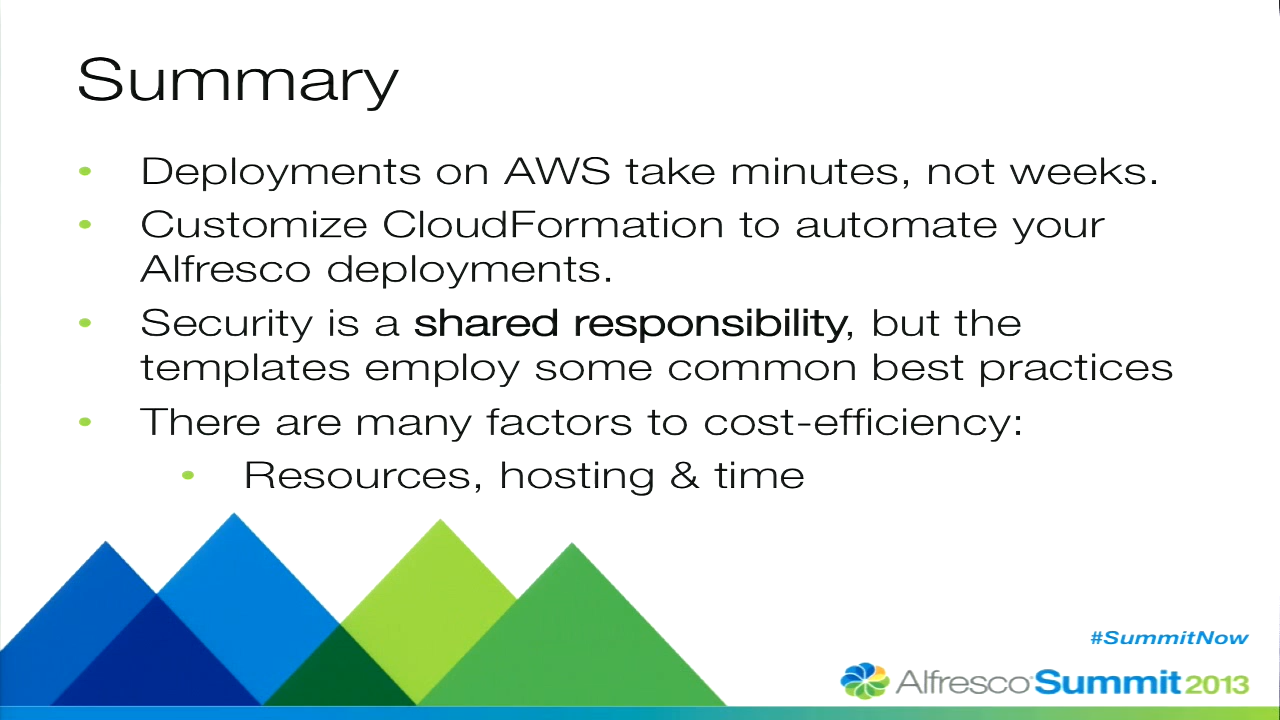 Summary
• Deployments on AWS take minutes, not weeks.
• Customize CloudFormation to automate your
Alfresco deployments.
• Security is a shared responsibility, but the
templates employ some common best practices
• There are many factors to cost-efficiency:
• Resources, hosting & time
#SummitNow
Alfresco Summit 2013